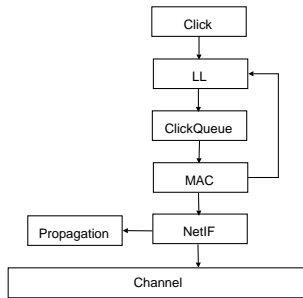 Click
LL
ClickQueue
MAC
Propagation
NetIF
Channel